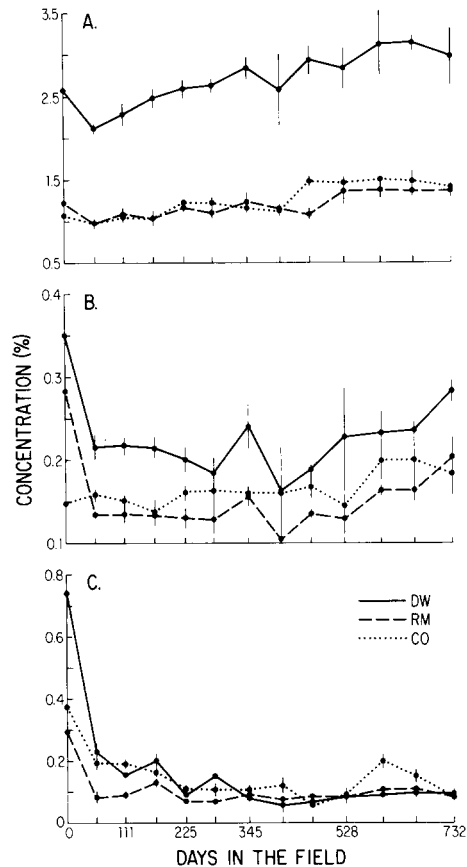 A.
3.5
2.5
1.5
0.5
B.
0.4
0.3
0.2
0.1
CONCENTRATION (%)
C.
0.8
0.6
0.4
0.2
0
DW
RM
CO
0 111 225 345 528 732
DAYS IN THE FIELD